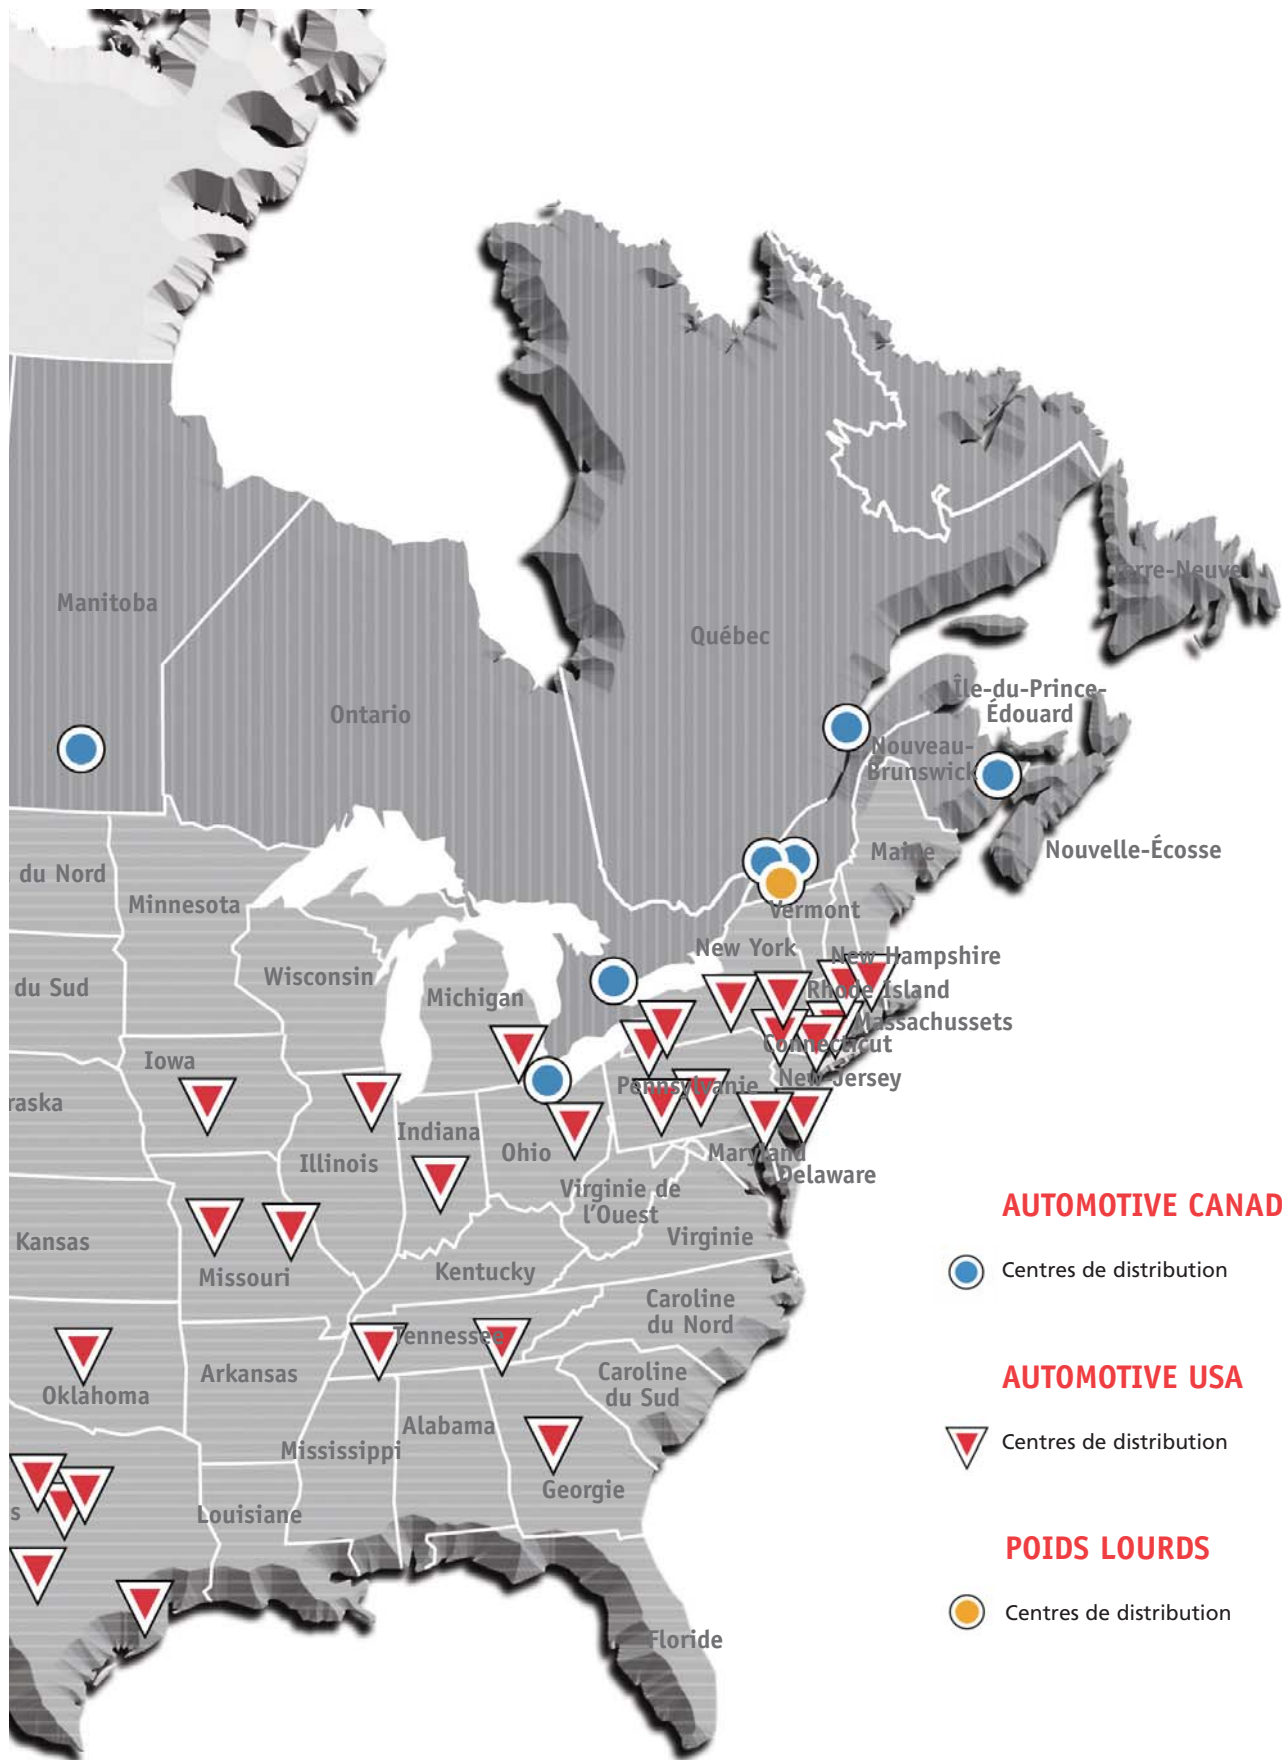 Terre-Neuve
Manitoba
Québec
Île-du-Prince-
Édouard
Ontario
Nouveau-
Brunswick
Maine
Nouvelle-Écosse
du Nord
Minnesota
Vermont
New York
New Hampshire
Wisconsin
du Sud
Michigan
Rhode Island
Massachussets
Connecticut
Iowa
New Jersey
Pennsylvanie
raska
Indiana
Ohio
Illinois
Maryland
Delaware
Virginie de
l'Ouest
AUTOMOTIVE CANAD
Virginie
Kansas
Missouri
Kentucky
Centres de distribution
Caroline
du Nord
Tennessee
Arkansas
Caroline
du Sud
AUTOMOTIVE USA
Oklahoma
Alabama
Mississippi
Centres de distribution
Georgie
s
Louisiane
POIDS LOURDS
Centres de distribution
Floride